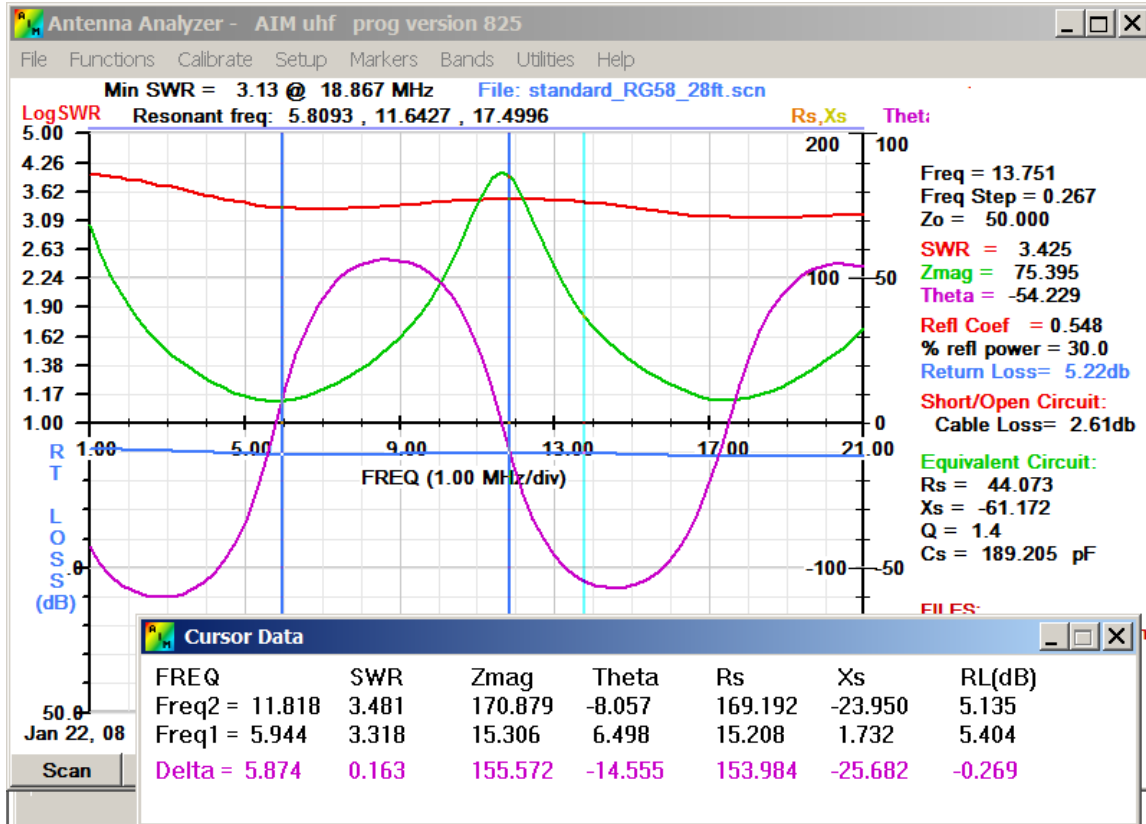 Antenna Analyzer - AIM uhf prog version 825
File Functions Calibrate Setup Markers Bands Utilities Help
Min SWR = 3.13 @ 18.867 MHz File: standard_RG58_28ft.scn
LogSWR Resonant freq: 5.8093 , 11.6427 , 17.4996 Rs,Xs Theta
5.00 200 100
4.26
3.62
3.09
2.63
2.24 100 50
1.90
1.62
1.38
1.17
1.00 0 0
1.00 5.00 9.00 13.00 17.00 21.00
FREQ (1.00 MHz/div)
RT LOSS (dB)
.0 -100 -50
50.0
Freq = 13.751
Freq Step = 0.267
Zo = 50.000
SWR = 3.425
Zmag = 75.395
Theta = -54.229
Refl Coef = 0.548
% refl power = 30.0
Return Loss= 5.22db
Short/Open Circuit:
Cable Loss= 2.61db
Equivalent Circuit:
Rs = 44.073
Xs = -61.172
Q = 1.4
Cs = 189.205 pF
FILES:
Jan 22, 08
Scan
AIM
Cursor Data
FREQ SWR Zmag Theta Rs Xs RL(dB)
Freq2 = 11.818 3.481 170.879 -8.057 169.192 -23.950 5.135
Freq1 = 5.944 3.318 15.306 6.498 15.208 1.732 5.404
Delta = 5.874 0.163 155.572 -14.555 153.984 -25.682 -0.269